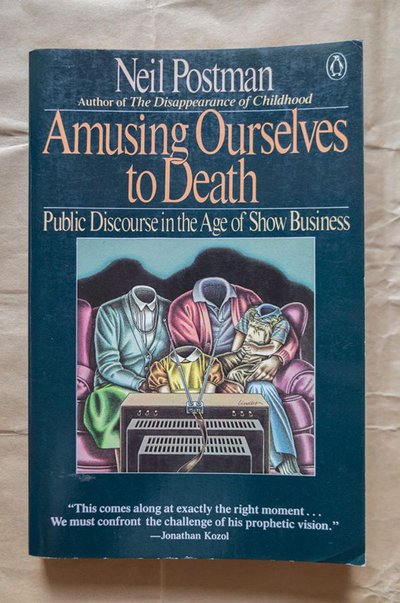 Neil Postman
Author of The Disappearance of Childhood
Amusing Ourselves
to Death
Public Discourse in the Age of Show Business
"This comes along at exactly the right moment . . .
We must confront the challenge of his prophetic vision."
—Jonathan Kozol